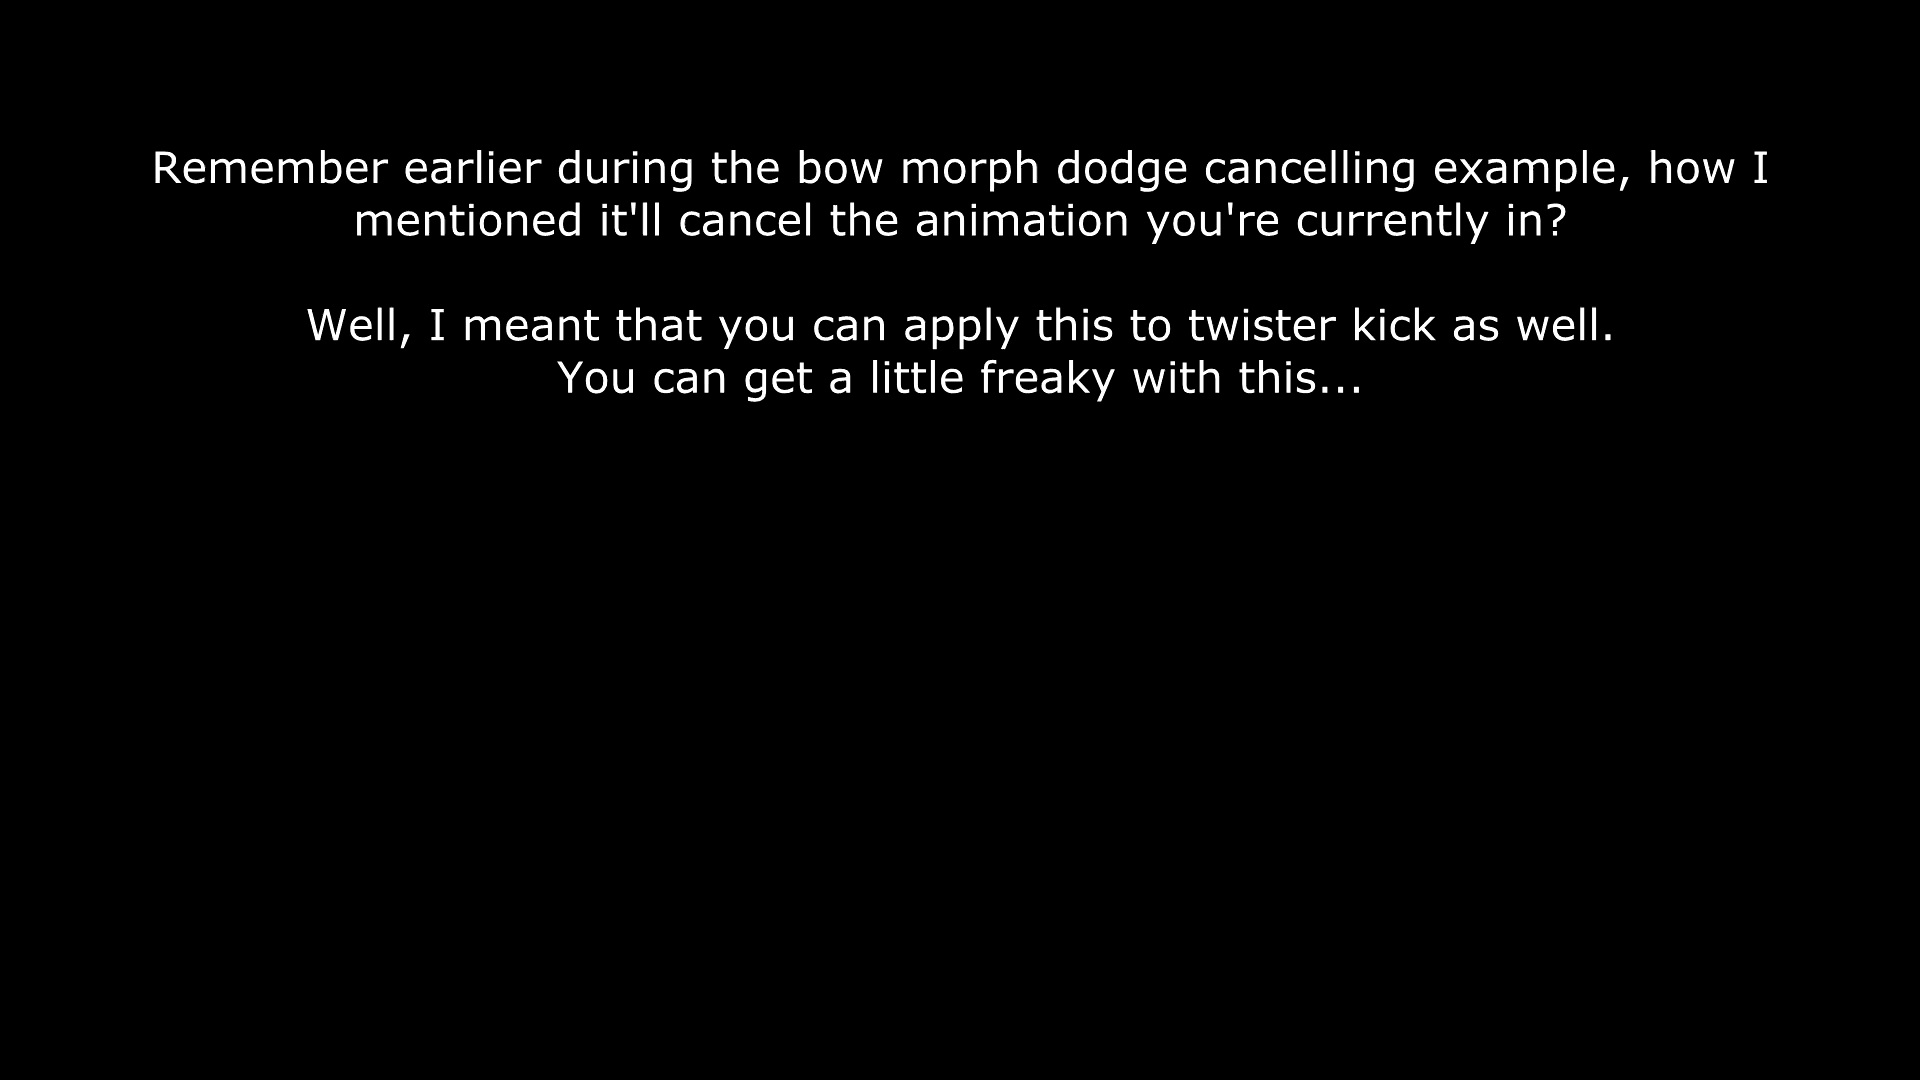 Remember earlier during the bow morph dodge cancelling example, how I
mentioned it'll cancel the animation you're currently in?
Well, I meant that you can apply this to twister kick as well.
You can get a little freaky with this...